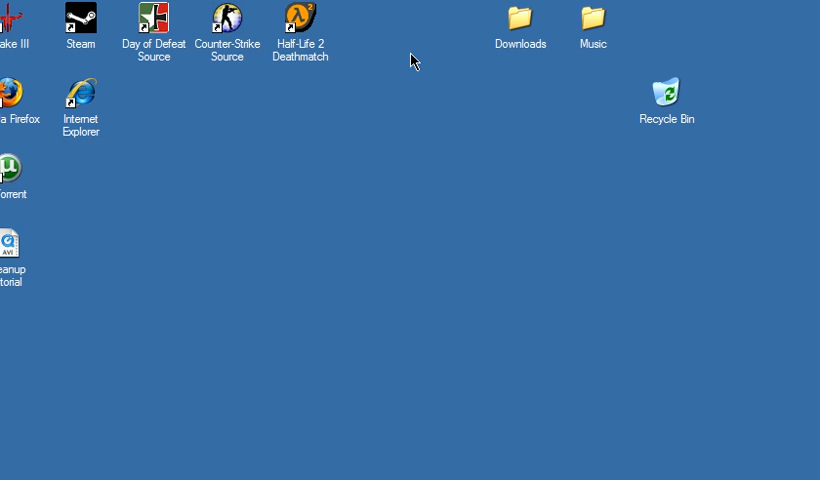 ake III
Steam
Day of Defeat
Source
Counter-Strike
Source
Half-Life 2
Deathmatch
Downloads
Music
a Firefox
Internet
Explorer
Recycle Bin
orrent
AVI
eanup
torial